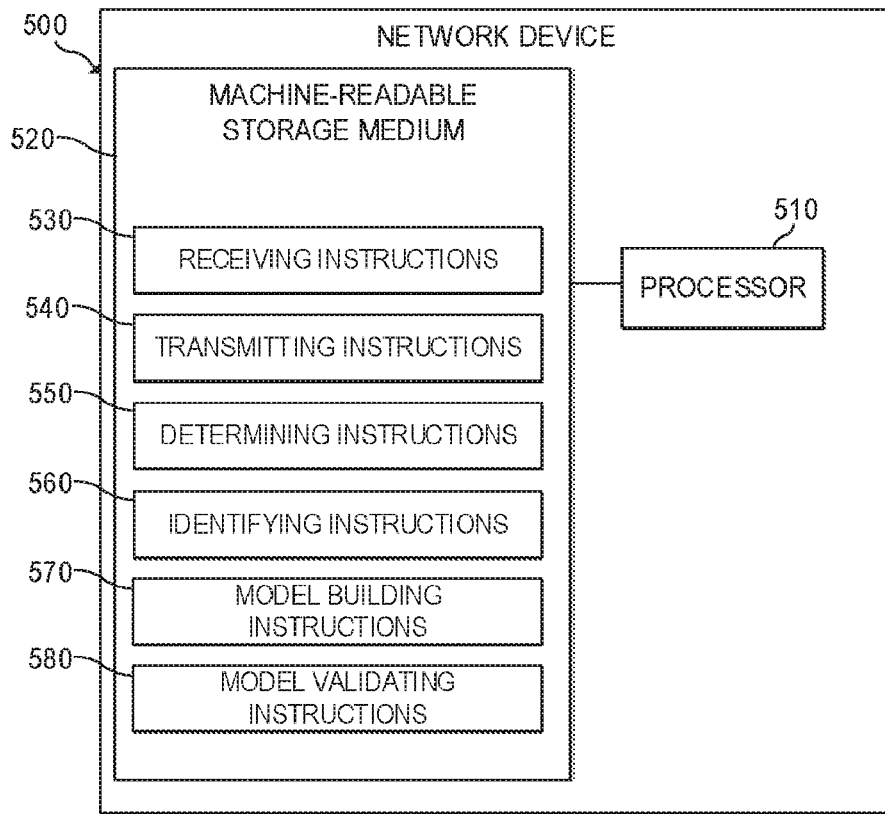 500
NETWORK DEVICE
MACHINE-READABLE
STORAGE MEDIUM
520
530
RECEIVING INSTRUCTIONS
510
PROCESSOR
540
TRANSMITTING INSTRUCTIONS
550
DETERMINING INSTRUCTIONS
560
IDENTIFYING INSTRUCTIONS
570
MODEL BUILDING
INSTRUCTIONS
580
MODEL VALIDATING
INSTRUCTIONS